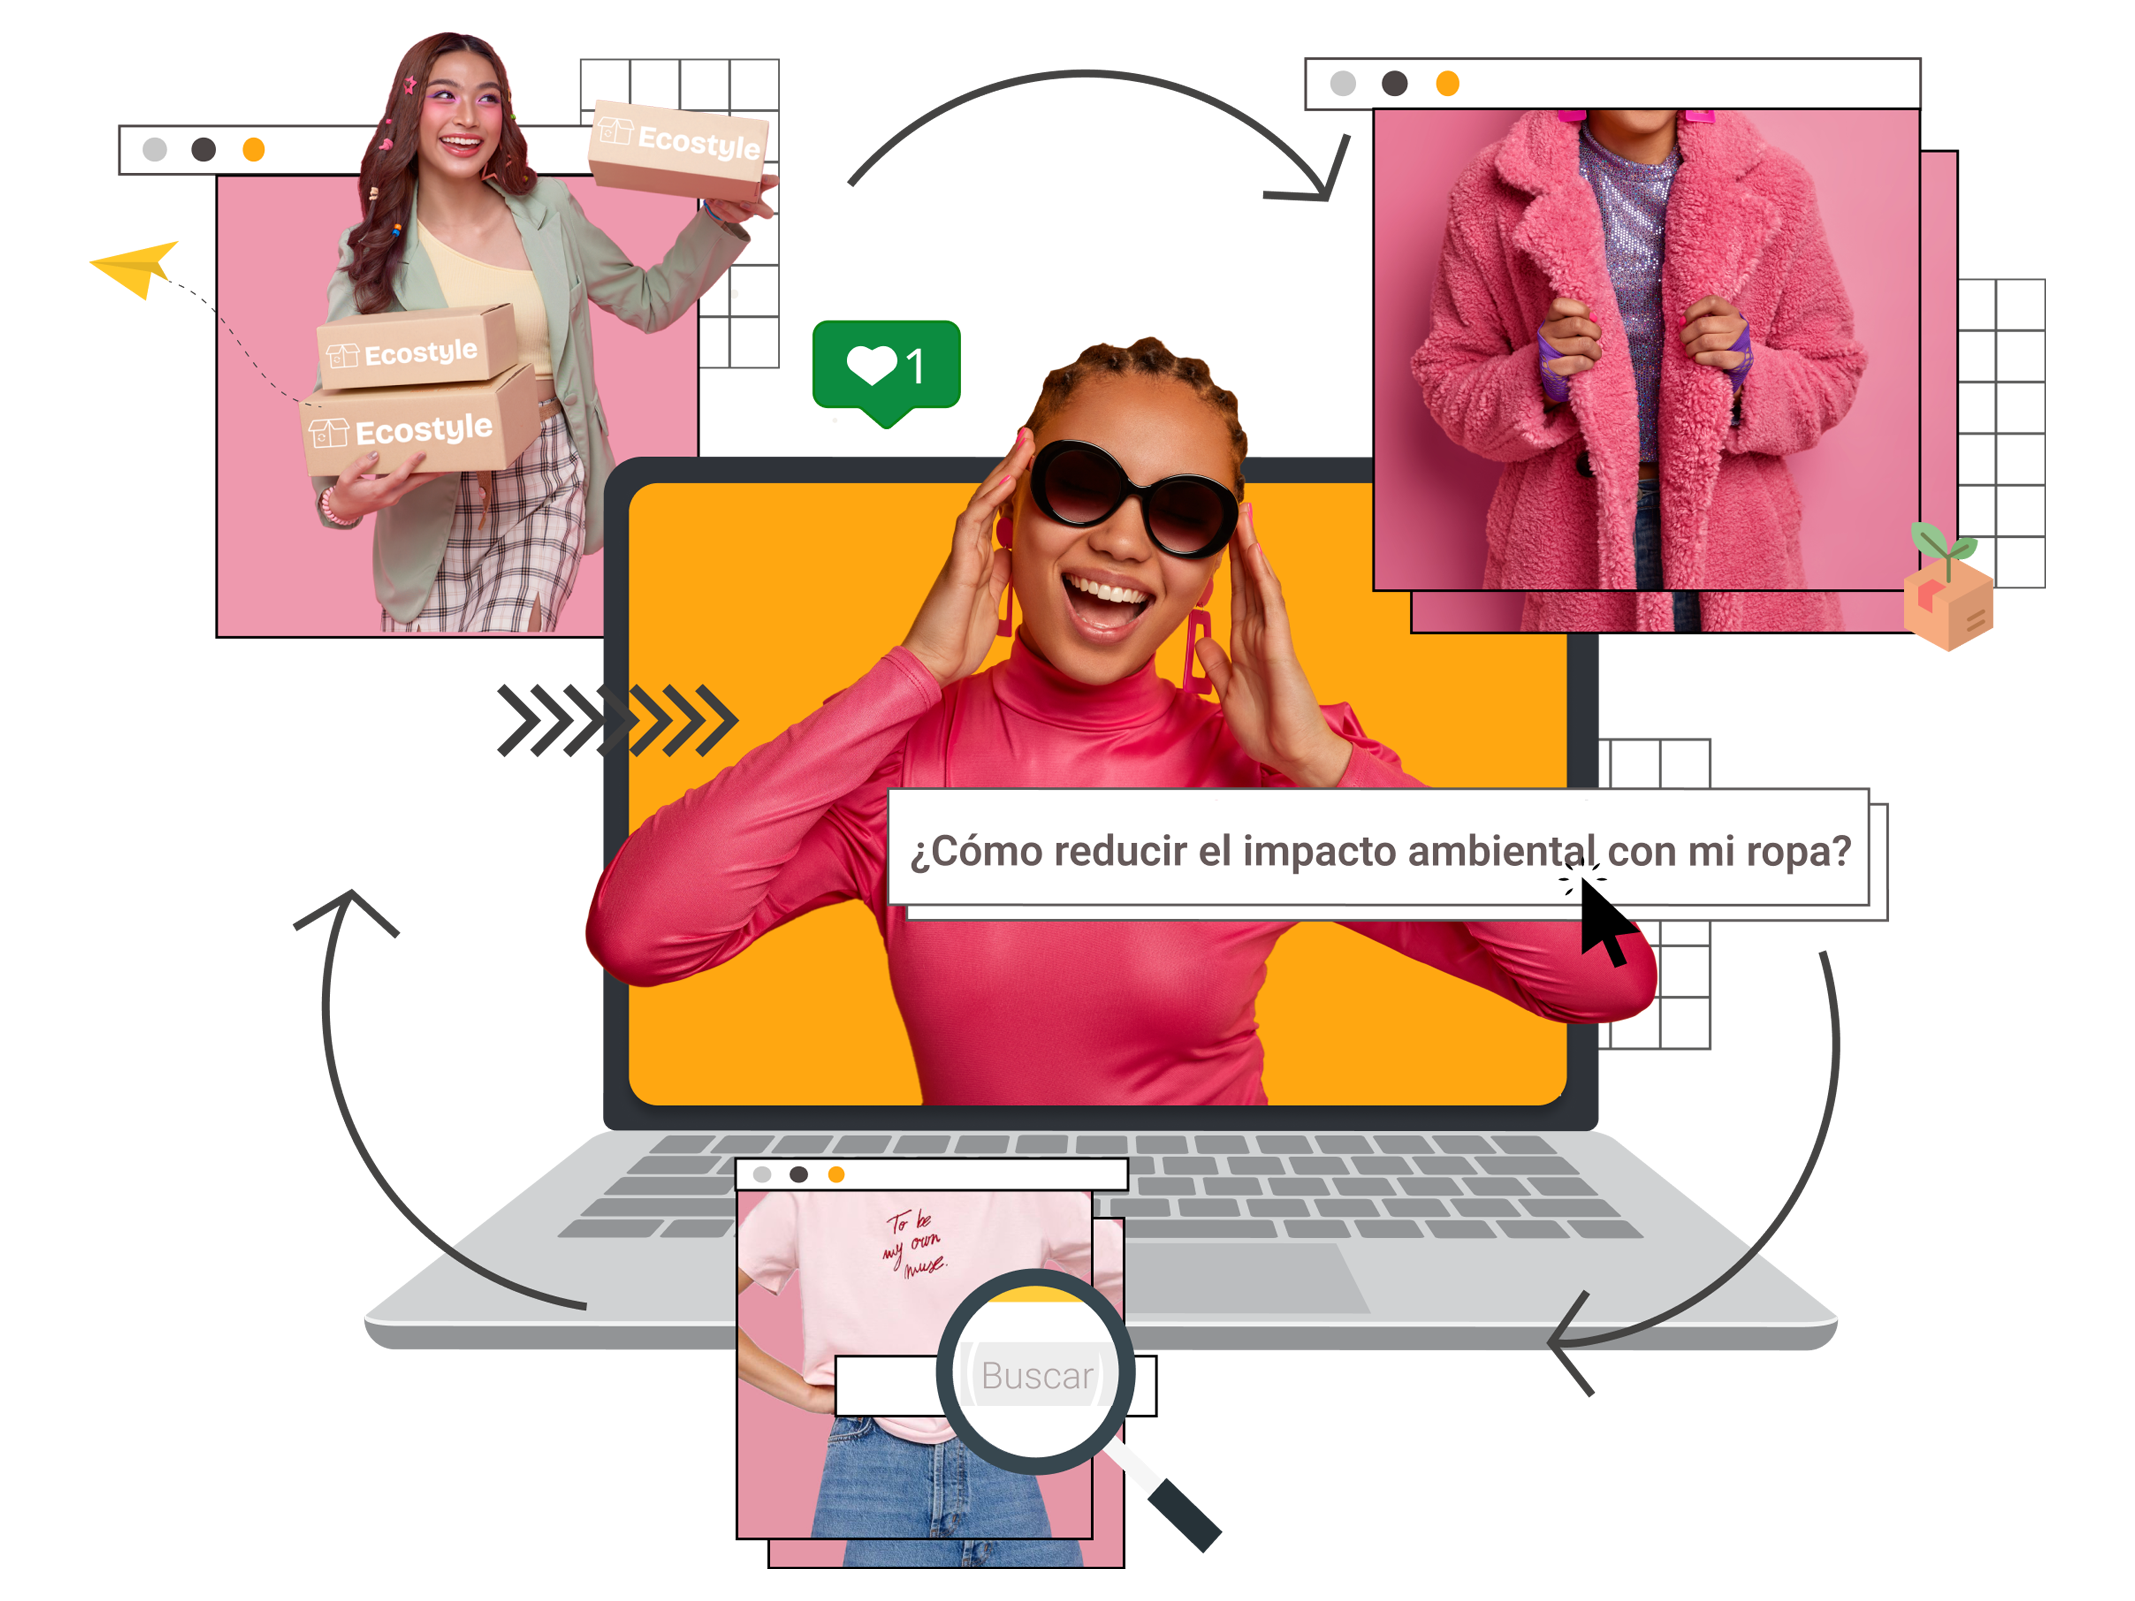 Ecostyle
Ecostyle
Ecostyle
1
¿Cómo reducir el impacto ambiental con mi ropa?
To be
my own
muse.
Buscar